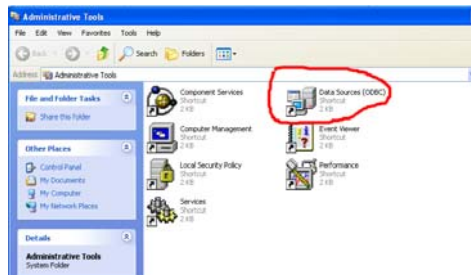 Administrative Tools
File Edit View Favorites Tools Help
Back Search Folders
Address Administrative Tools
File and Folder Tasks
Share this folder
Other Places
Control Panel
My Documents
My Computer
My Network Places
Details
Administrative Tools
System Folder
Component Services
Shortcut
2 KB
Data Sources (ODBC)
Shortcut
2 KB
Computer Management
Shortcut
2 KB
Event Viewer
Shortcut
2 KB
Local Security Policy
Shortcut
2 KB
Performance
Shortcut
2 KB
Services
Shortcut
2 KB